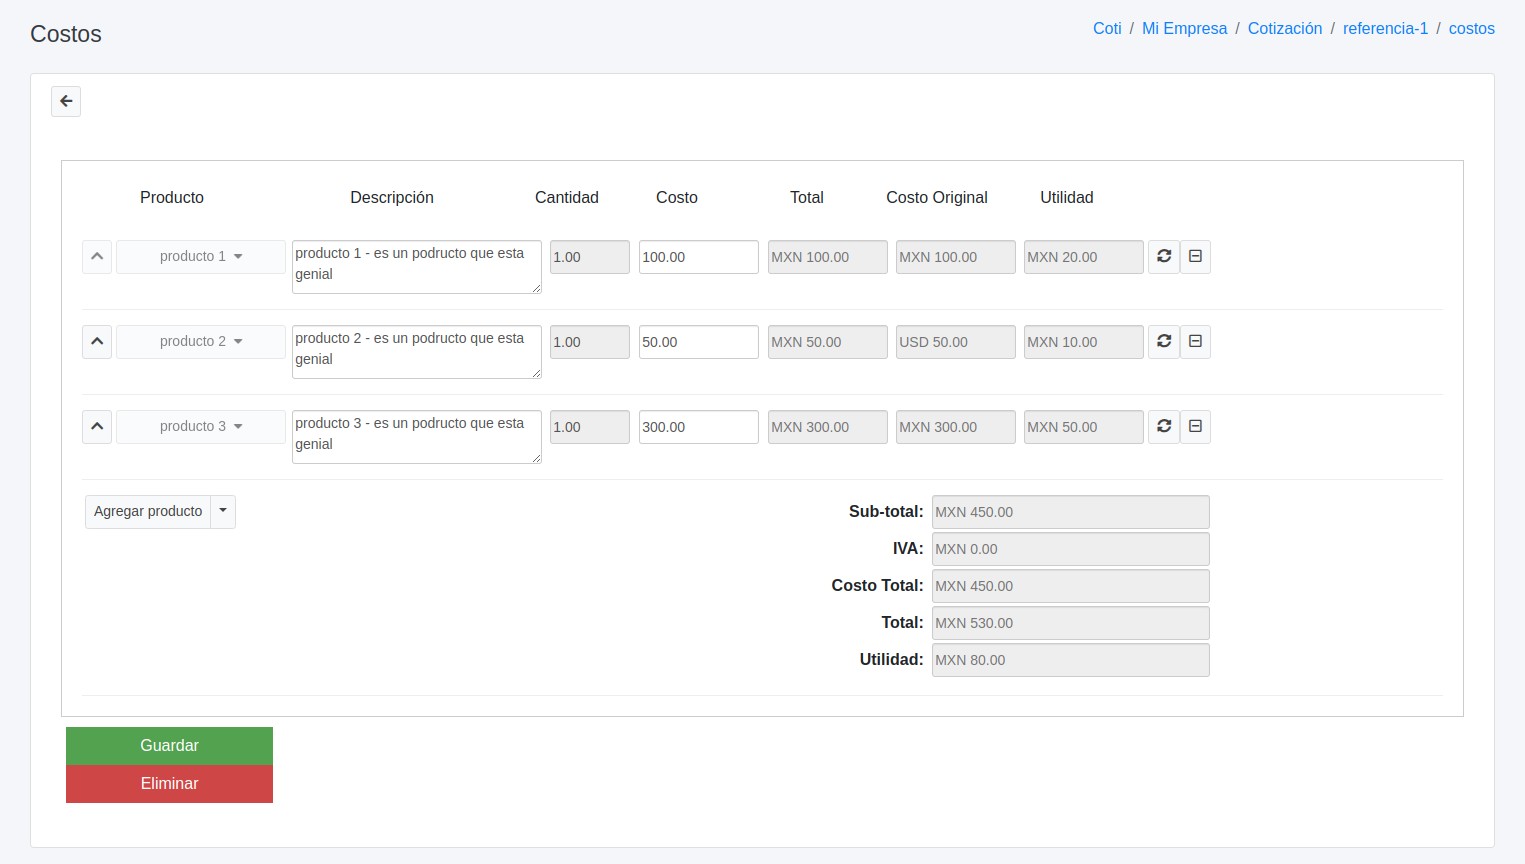 Costos
Coti / Mi Empresa / Cotización / referencia-1 / costos
Producto Descripción Cantidad Costo Total Costo Original Utilidad
producto 1 producto 1 - es un podructo que esta 1.00 100.00 MXN 100.00 MXN 100.00 MXN 20.00
genial
producto 2 producto 2 - es un podructo que esta 1.00 50.00 MXN 50.00 USD 50.00 MXN 10.00
genial
producto 3 producto 3 - es un podructo que esta 1.00 300.00 MXN 300.00 MXN 300.00 MXN 50.00
genial
Agregar producto
Sub-total: MXN 450.00
IVA: MXN 0.00
Costo Total: MXN 450.00
Total: MXN 530.00
Utilidad: MXN 80.00
Guardar
Eliminar